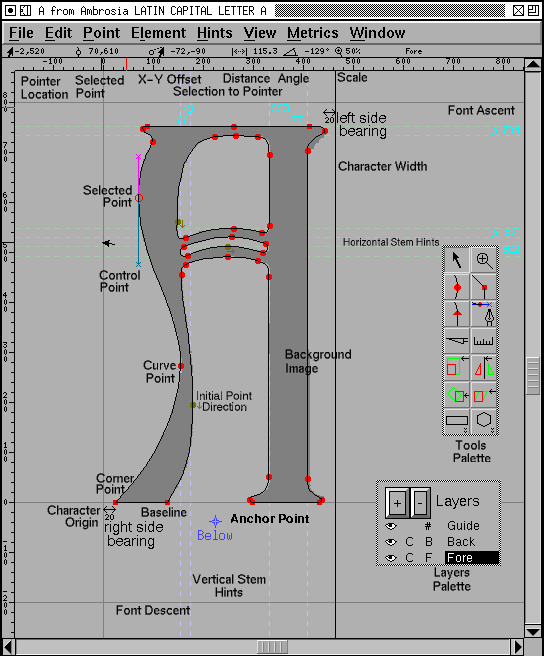 A from Ambrosia LATIN CAPITAL LETTER A
File Edit Point Element Hints View Metrics Window
-2,520 70,610 -72,-90 115.3 -129° 50% Fore
-100 0 100 200 300 400 500 600 700 800
Pointer Location
Selected Point
X-Y Offset
Distance Angle
Selection to Pointer
Scale
Font Ascent
20
left side bearing
Character Width
Selected Point
Horizontal Stem Hints
Control Point
Curve Point
Background Image
Initial Point Direction
Tools Palette
Corner Point
Character Origin
20
right side bearing
Baseline
Anchor Point
Below
Layers
# Guide
C B Back
C F Fore
Layers Palette
Vertical Stem Hints
Font Descent